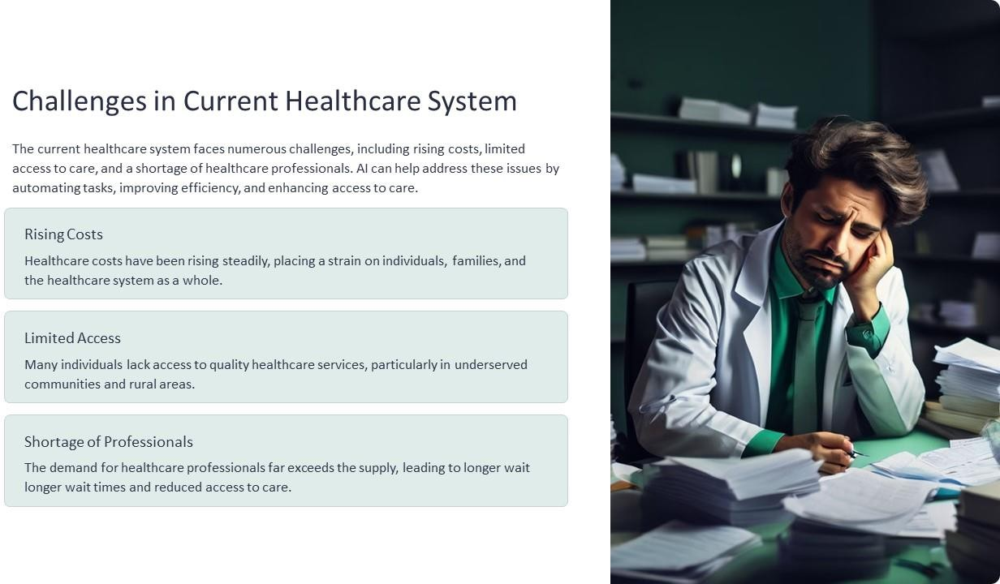 Challenges in Current Healthcare System
The current healthcare system faces numerous challenges, including rising costs, limited
access to care, and a shortage of healthcare professionals. AI can help address these issues by
automating tasks, improving efficiency, and enhancing access to care.
Rising Costs
Healthcare costs have been rising steadily, placing a strain on individuals, families, and
the healthcare system as a whole.
Limited Access
Many individuals lack access to quality healthcare services, particularly in underserved
communities and rural areas.
Shortage of Professionals
The demand for healthcare professionals far exceeds the supply, leading to longer wait
longer wait times and reduced access to care.